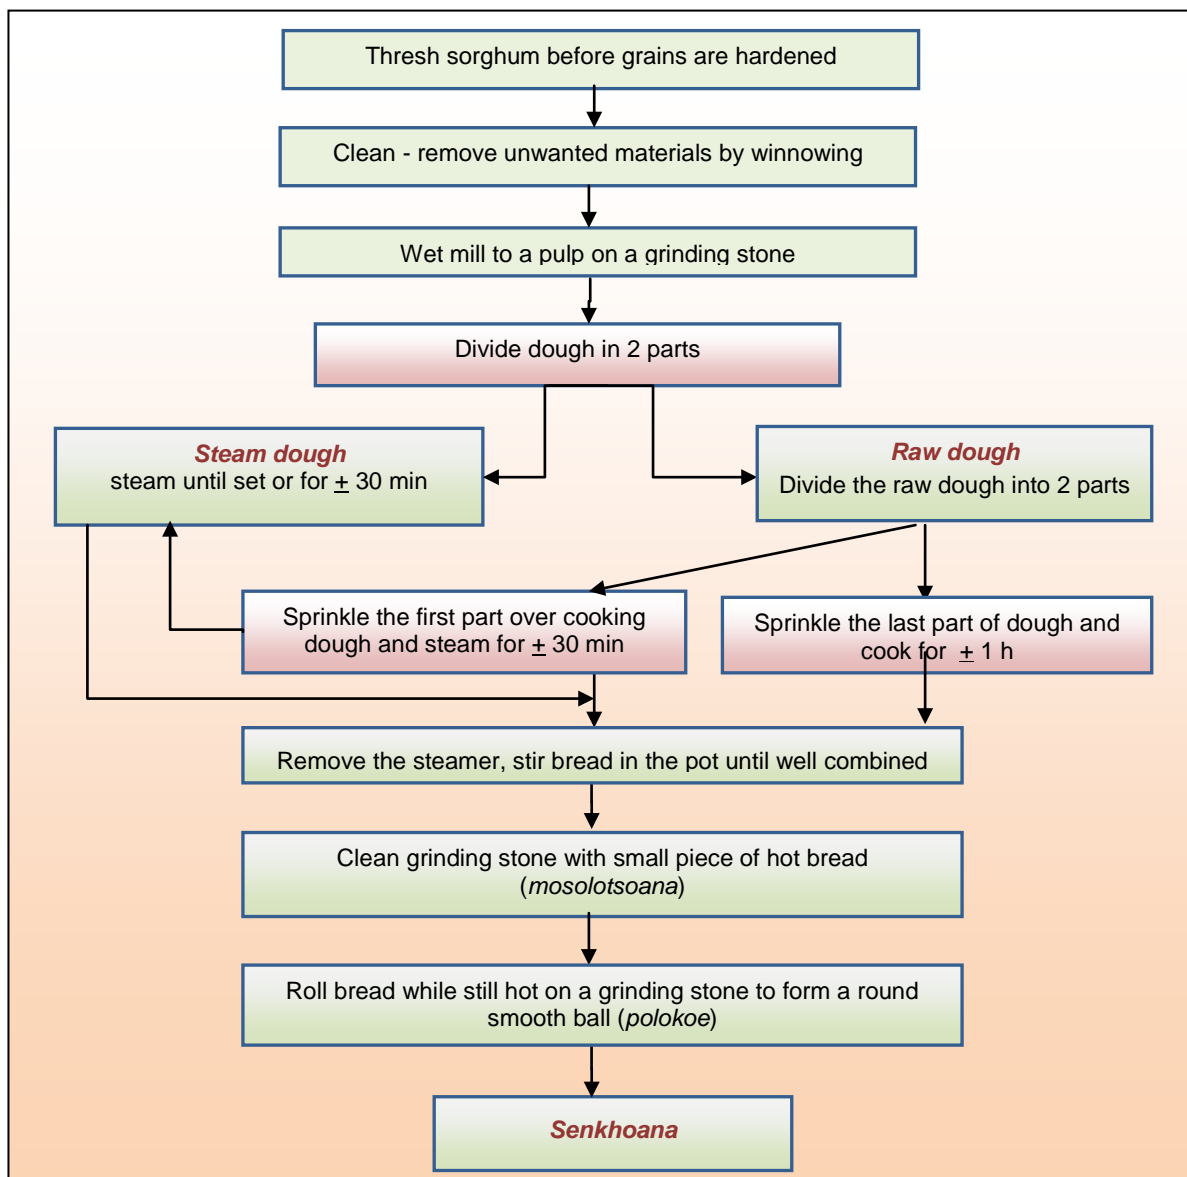 Thresh sorghum before grains are hardened
Clean - remove unwanted materials by winnowing
Wet mill to a pulp on a grinding stone
Divide dough in 2 parts
Steam dough
steam until set or for ± 30 min
Raw dough
Divide the raw dough into 2 parts
Sprinkle the first part over cooking
dough and steam for ± 30 min
Sprinkle the last part of dough and
cook for ± 1 h
Remove the steamer, stir bread in the pot until well combined
Clean grinding stone with small piece of hot bread
(mosolotsoana)
Roll bread while still hot on a grinding stone to form a round
smooth ball (polokoe)
Senkhoana